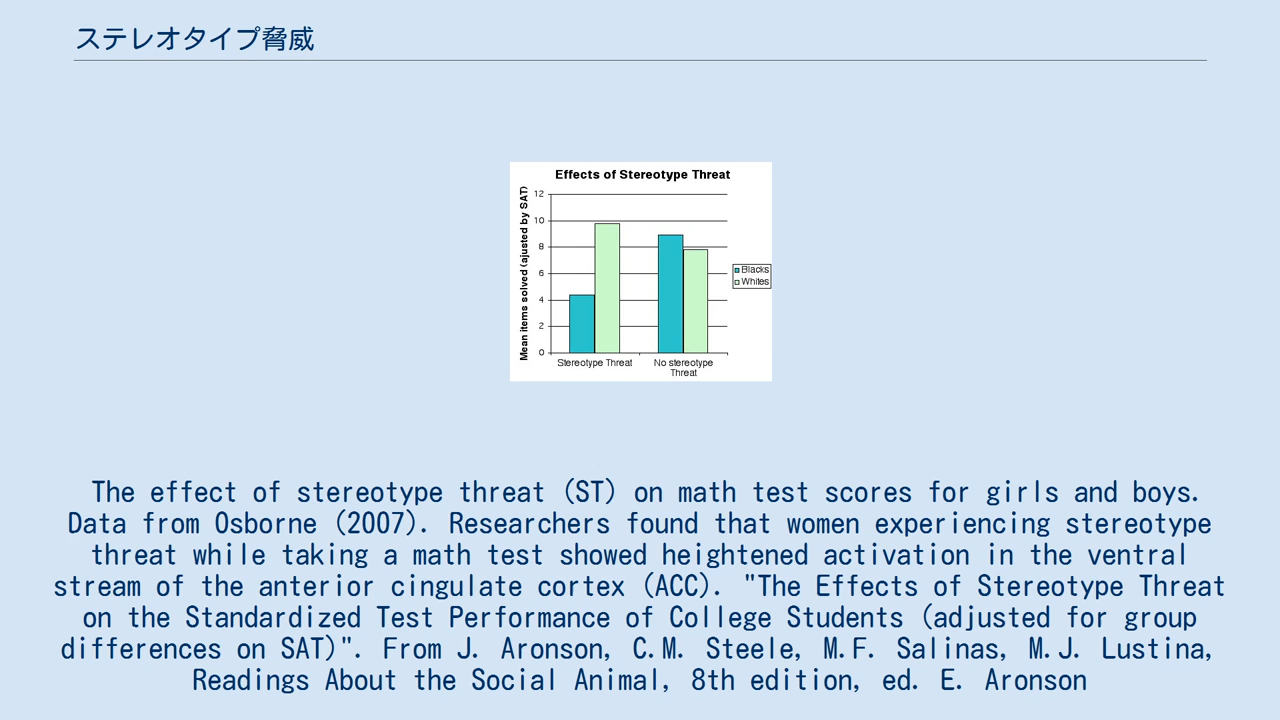 ステレオタイプ脅威
Effects of Stereotype Threat
Mean items solved (ajusted by SAT)
12
10
8
6
4
2
0
Stereotype Threat
No stereotype
Threat
Blacks
Whites
The effect of stereotype threat (ST) on math test scores for girls and boys.
Data from Osborne (2007). Researchers found that women experiencing stereotype
threat while taking a math test showed heightened activation in the ventral
stream of the anterior cingulate cortex (ACC). "The Effects of Stereotype Threat
on the Standardized Test Performance of College Students (adjusted for group
differences on SAT)". From J. Aronson, C.M. Steele, M.F. Salinas, M.J. Lustina,
Readings About the Social Animal, 8th edition, ed. E. Aronson